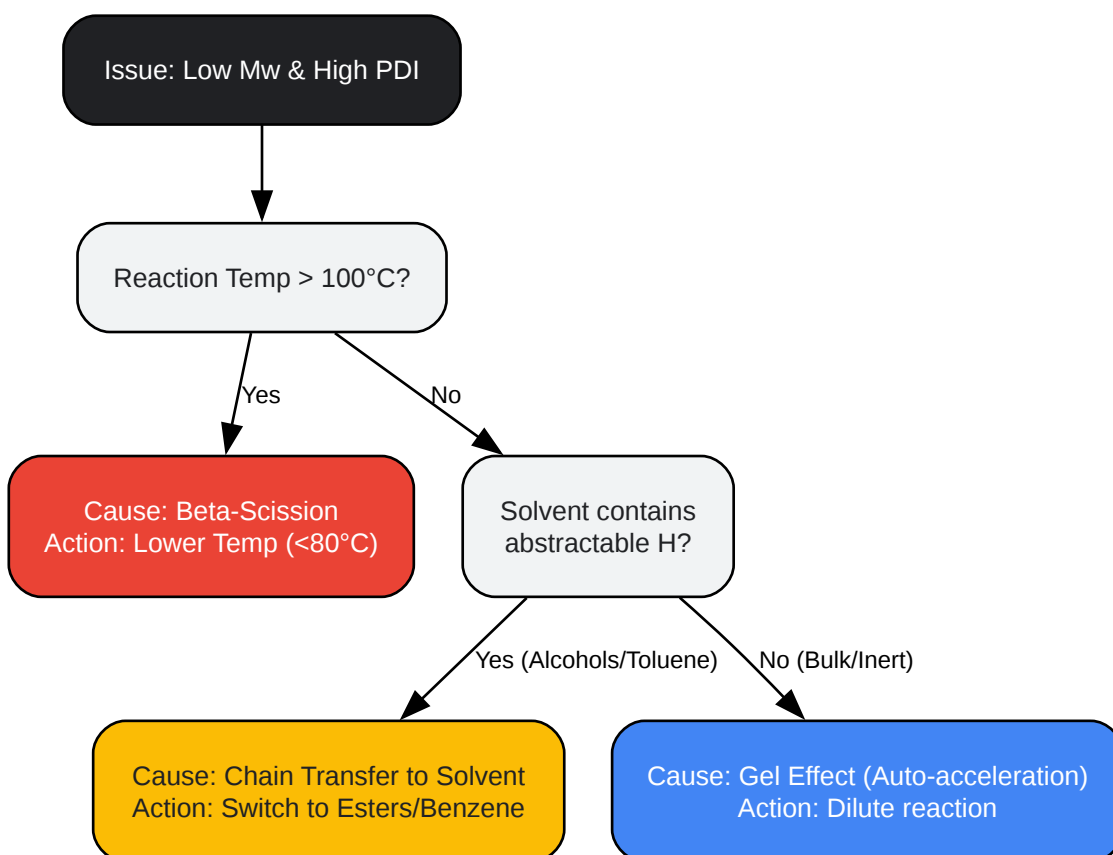 Issue: Low Mw & High PDI
Reaction Temp > 100°C?
Yes
No
Cause: Beta-Scission
Action: Lower Temp (<80°C)
Solvent contains
abstractable H?
Yes (Alcohols/Toluene)
No (Bulk/Inert)
Cause: Chain Transfer to Solvent
Action: Switch to Esters/Benzene
Cause: Gel Effect (Auto-acceleration)
Action: Dilute reaction